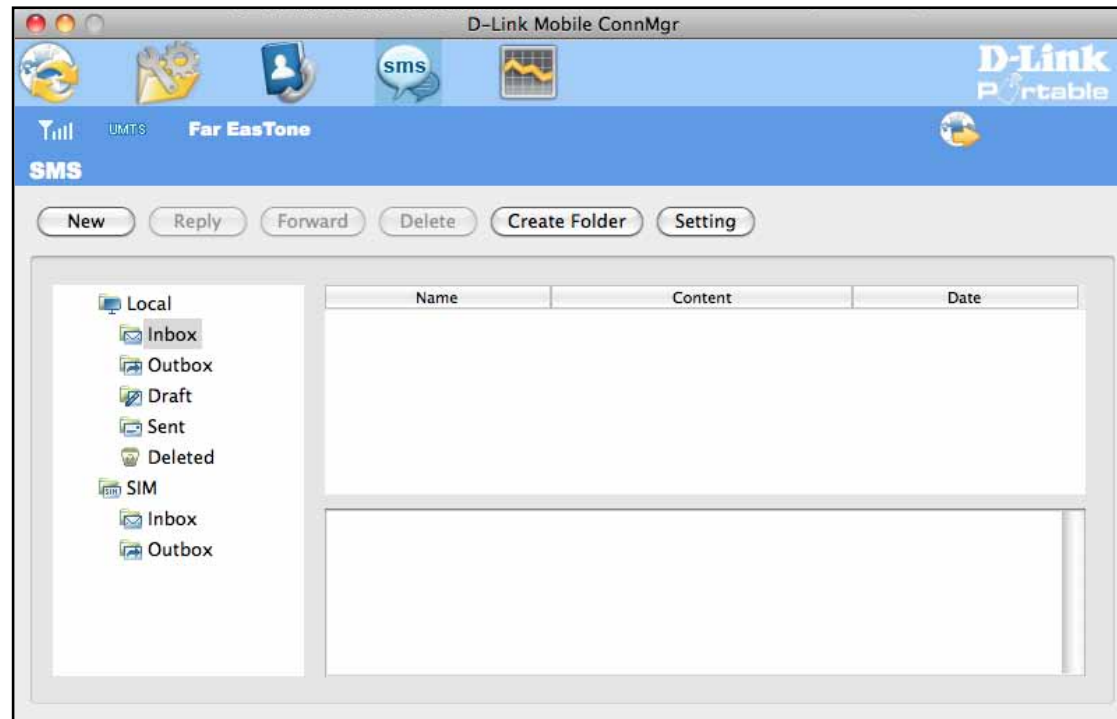 D-Link Mobile ConnMgr
sms
D-Link
Portable
UMTS Far EasTone
SMS
New Reply Forward Delete Create Folder Setting
Name Content Date
Local
Inbox
Outbox
Draft
Sent
Deleted
SIM SIM
Inbox
Outbox